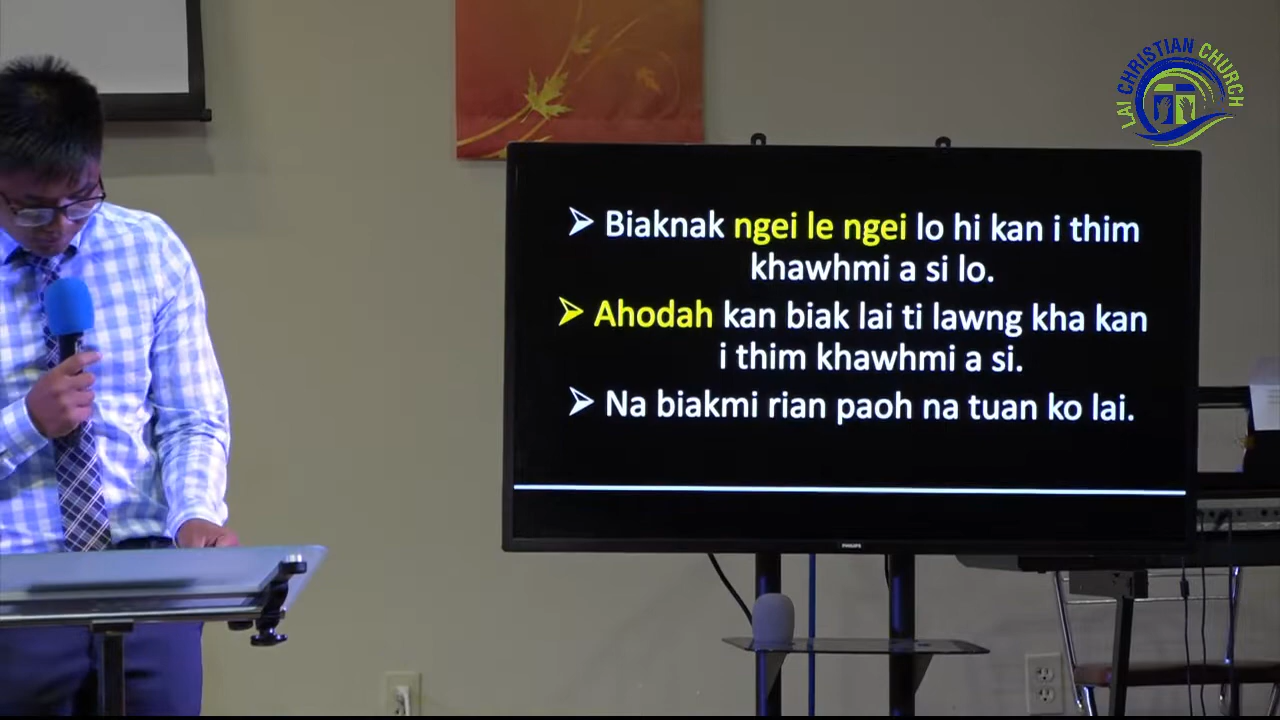 LAI CHRISTIAN CHURCH
➢ Biaknak ngei le ngei lo hi kan i thim
khawhmi a si lo.
➢ Ahodah kan biak lai ti lawng kha kan
i thim khawhmi a si.
➢ Na biakmi rian paoh na tuan ko lai.
PHILIPS